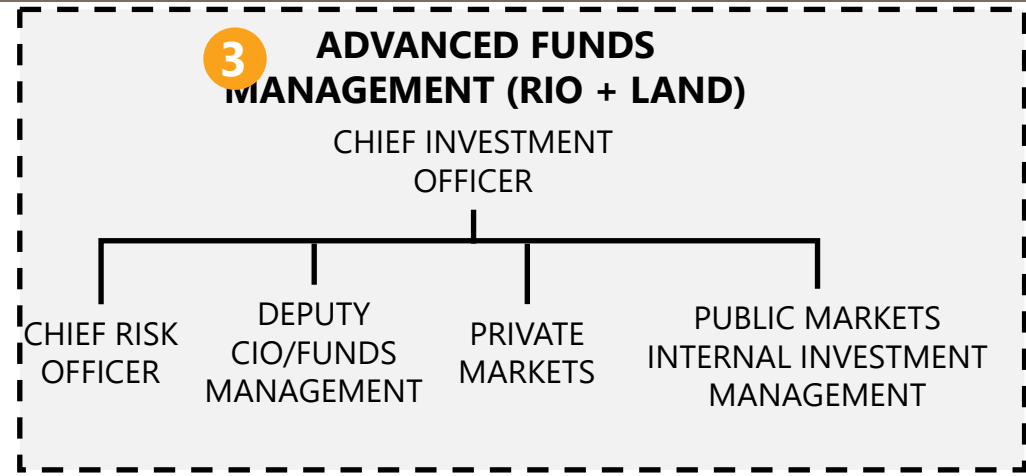 3
ADVANCED FUNDS
MANAGEMENT (RIO + LAND)
CHIEF INVESTMENT
OFFICER
CHIEF RISK
OFFICER
DEPUTY
CIO/FUNDS
MANAGEMENT
PRIVATE
MARKETS
PUBLIC MARKETS
INTERNAL INVESTMENT
MANAGEMENT